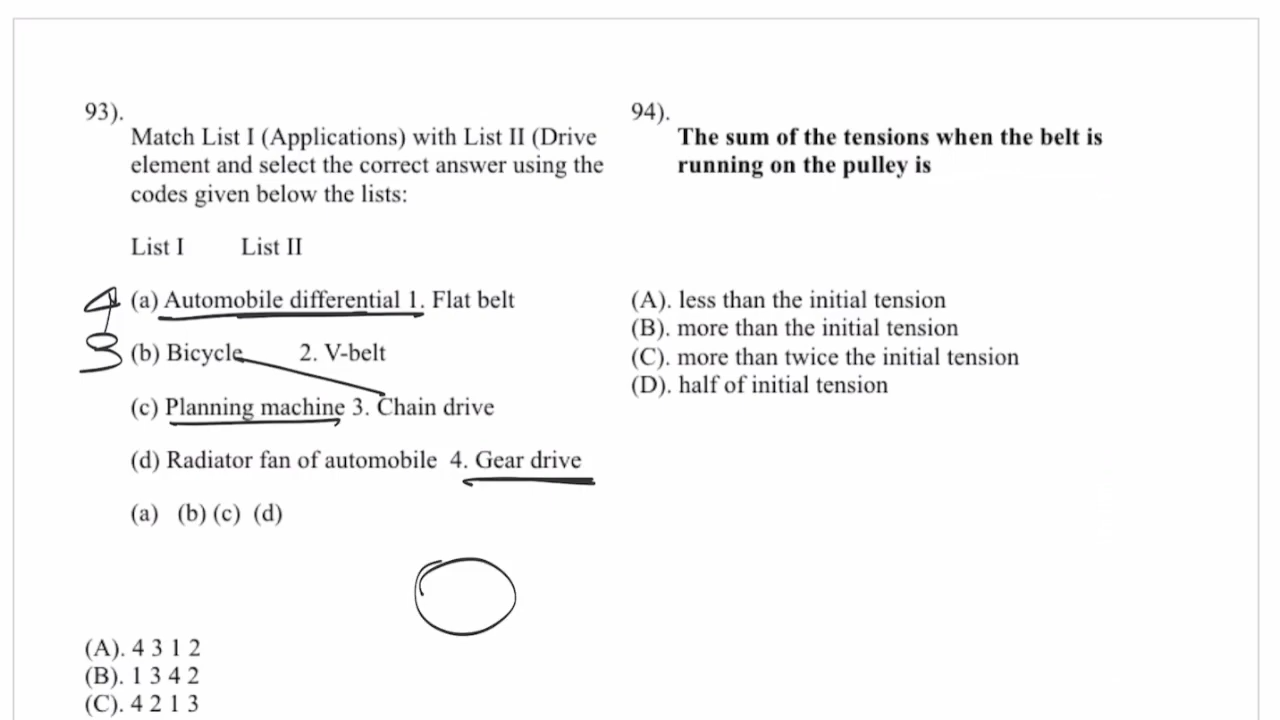 93).
Match List I (Applications) with List II (Drive
element and select the correct answer using the
codes given below the lists:
List I List II
4 (a) Automobile differential 1. Flat belt
3 (b) Bicycle 2. V-belt
(c) Planning machine 3. Chain drive
(d) Radiator fan of automobile 4. Gear drive
(a) (b) (c) (d)
(A). 4 3 1 2
(B). 1 3 4 2
(C). 4 2 1 3
94).
The sum of the tensions when the belt is
running on the pulley is
(A). less than the initial tension
(B). more than the initial tension
(C). more than twice the initial tension
(D). half of initial tension